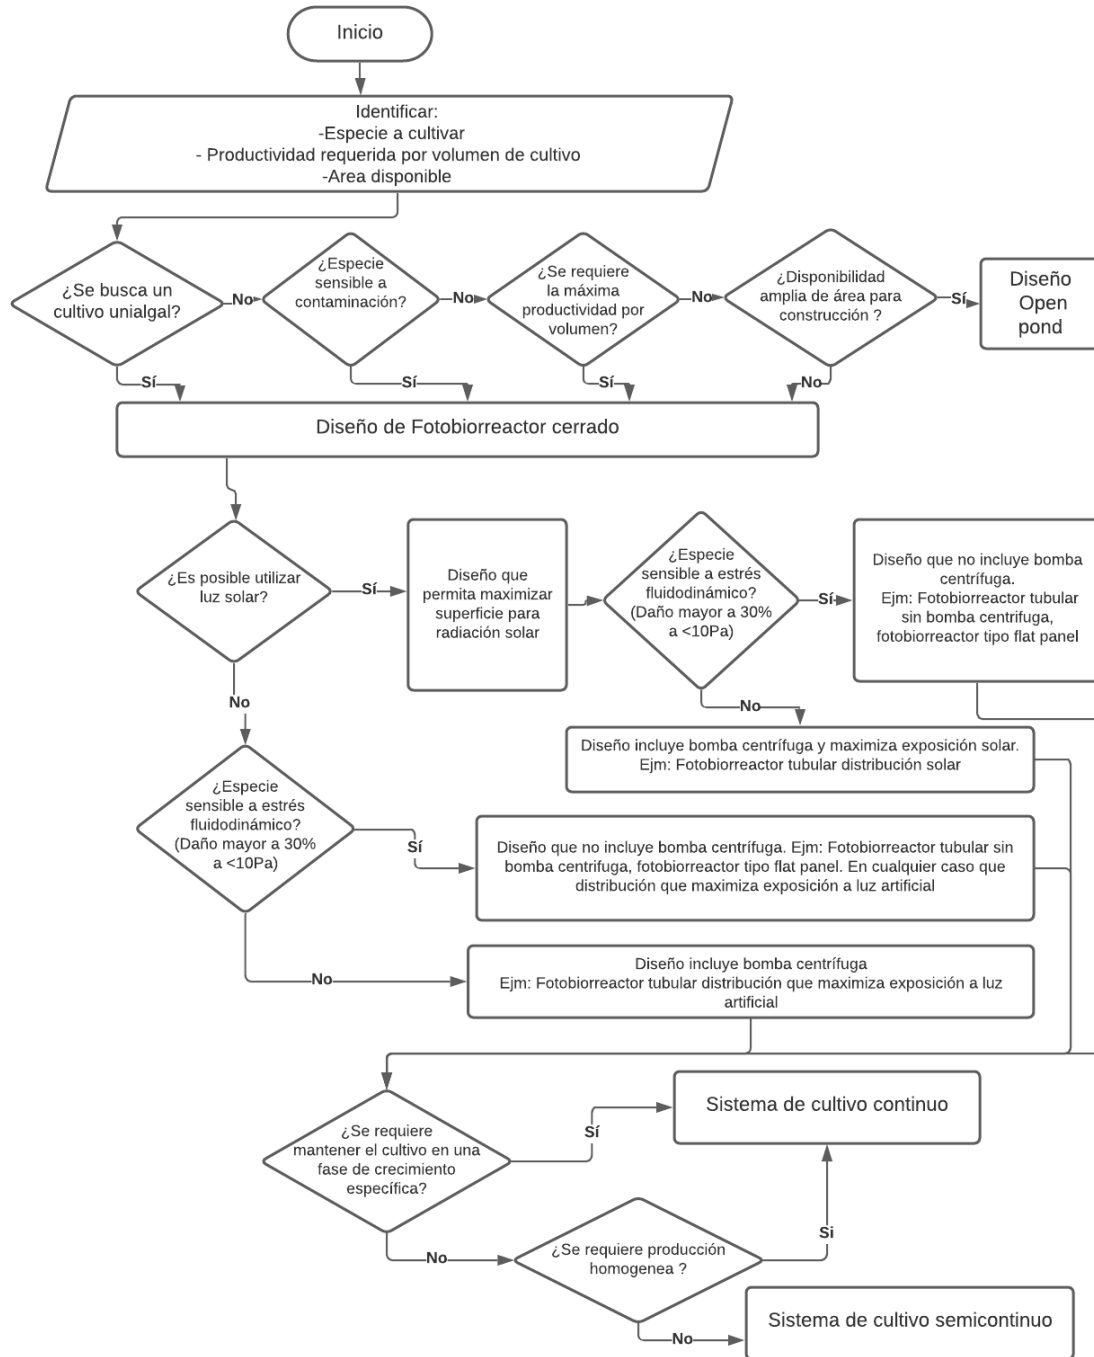 Inicio
Identificar:
-Especie a cultivar
- Productividad requerida por volumen de cultivo
-Area disponible
¿Se busca un
cultivo unialgal?
No
¿Especie
sensible a
contaminación?
No
¿Se requiere
la máxima
productividad por
volumen?
No
¿Disponibilidad
amplia de área para
construcción ?
Sí
Diseño
Open
pond
Sí
Sí
Sí
No
Diseño de Fotobiorreactor cerrado
¿Es posible utilizar
luz solar?
Sí
Diseño que
permita maximizar
superficie para
radiación solar
¿Especie
sensible a estrés
fluidodinámico?
(Daño mayor a 30%
a <10Pa)
Sí
Diseño que no incluye bomba
centrífuga.
Ejm: Fotobiorreactor tubular
sin bomba centrifuga,
fotobiorreactor tipo flat panel
No
No
Diseño incluye bomba centrífuga y maximiza exposición solar.
Ejm: Fotobiorreactor tubular distribución solar
¿Especie
sensible a estrés
fluidodinámico?
(Daño mayor a 30%
a <10Pa)
Sí
Diseño que no incluye bomba centrífuga. Ejm: Fotobiorreactor tubular sin
bomba centrifuga, fotobiorreactor tipo flat panel. En cualquier caso que
distribución que maximiza exposición a luz artificial
No
Diseño incluye bomba centrífuga
Ejm: Fotobiorreactor tubular distribución que maximiza exposición a luz
artificial
¿Se requiere
mantener el cultivo en una
fase de crecimiento
específica?
Sí
Sistema de cultivo continuo
No
¿Se requiere producción
homogenea ?
Si
No
Sistema de cultivo semicontinuo